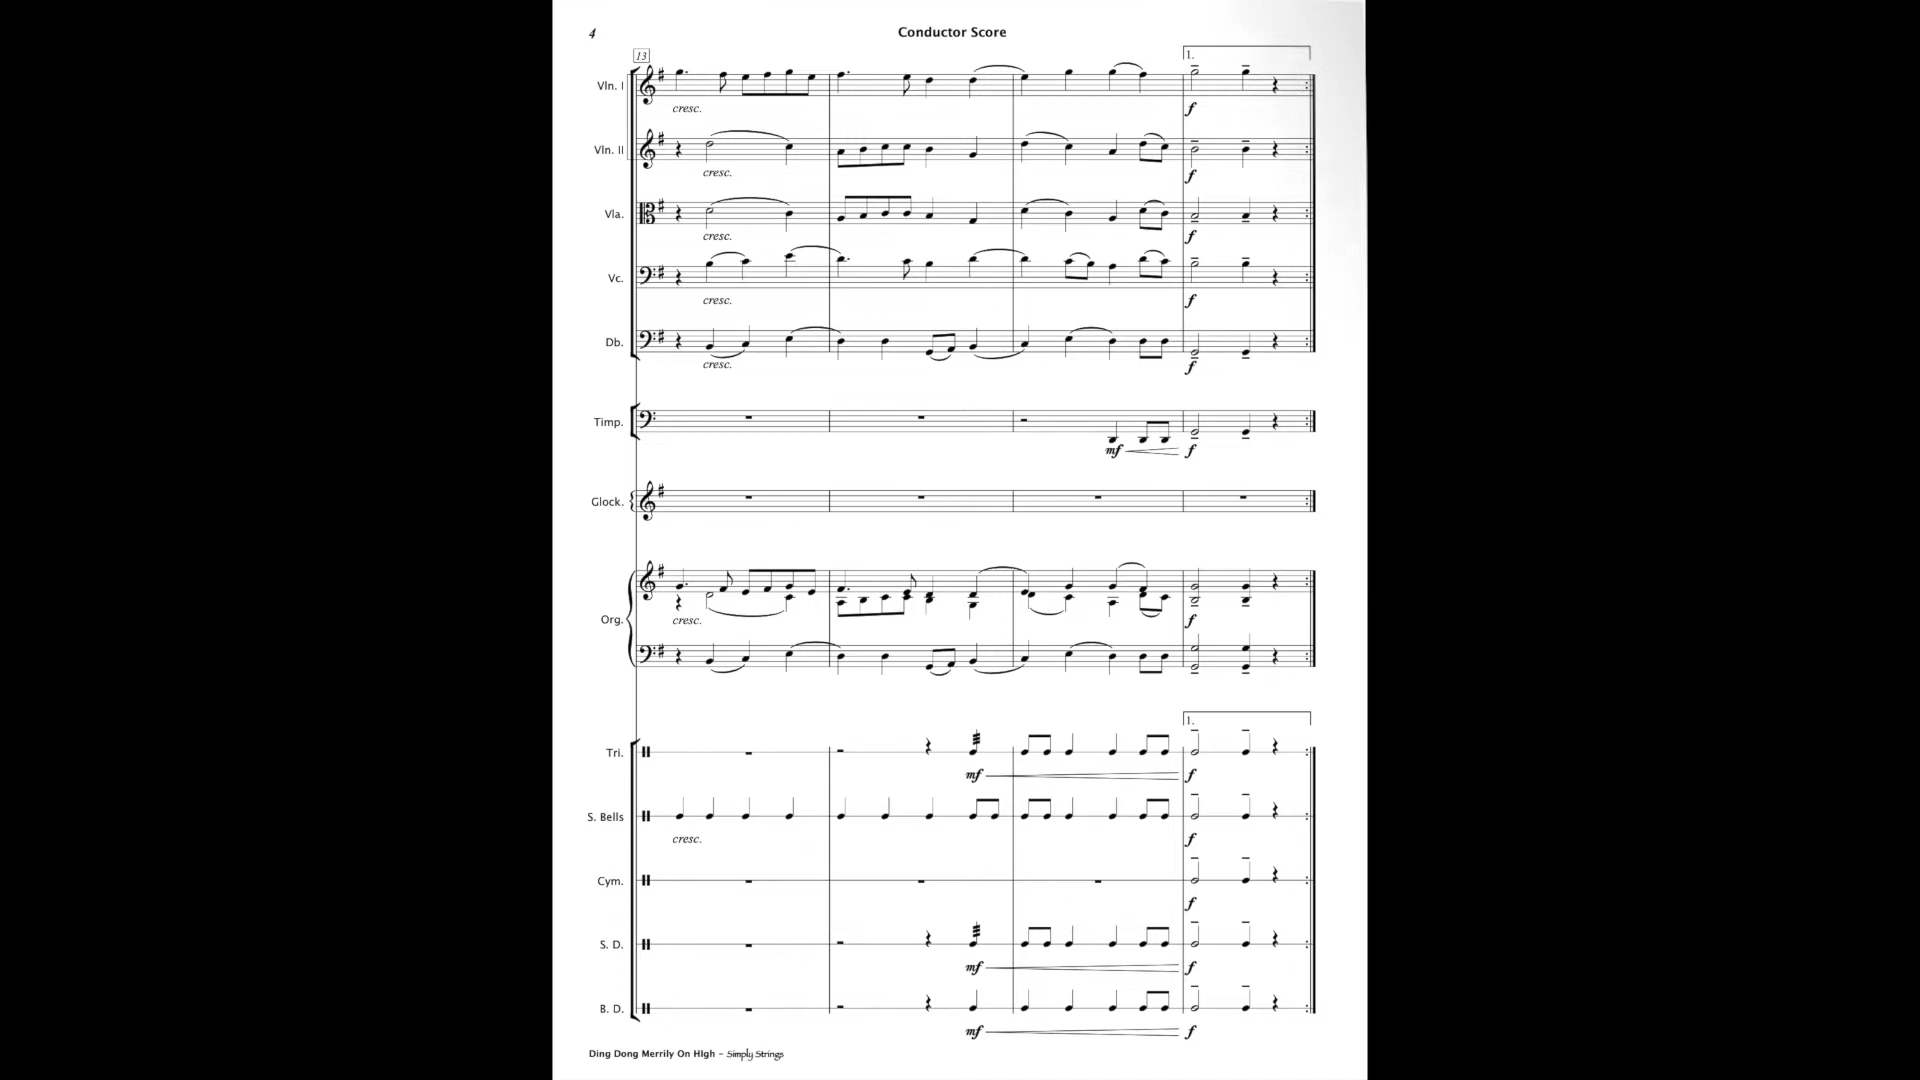 4
Conductor Score
13
1.
Vln. I
cresc.
f
Vln. II
cresc.
f
Vla.
cresc.
f
Vc.
cresc.
f
Db.
cresc.
f
Timp.
mf
f
Glock.
Org.
cresc.
f
1.
Tri.
mf
f
S. Bells
cresc.
f
Cym.
f
S. D.
mf
f
B. D.
mf
f
Ding Dong Merrily On HIgh – Simply Strings